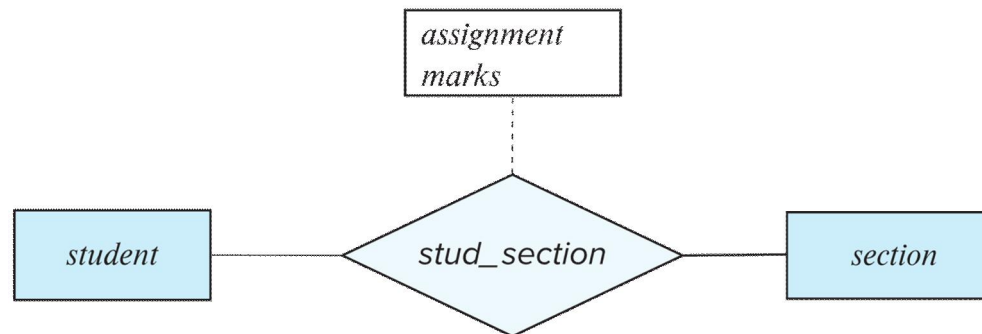 assignment
marks
student
stud_section
section